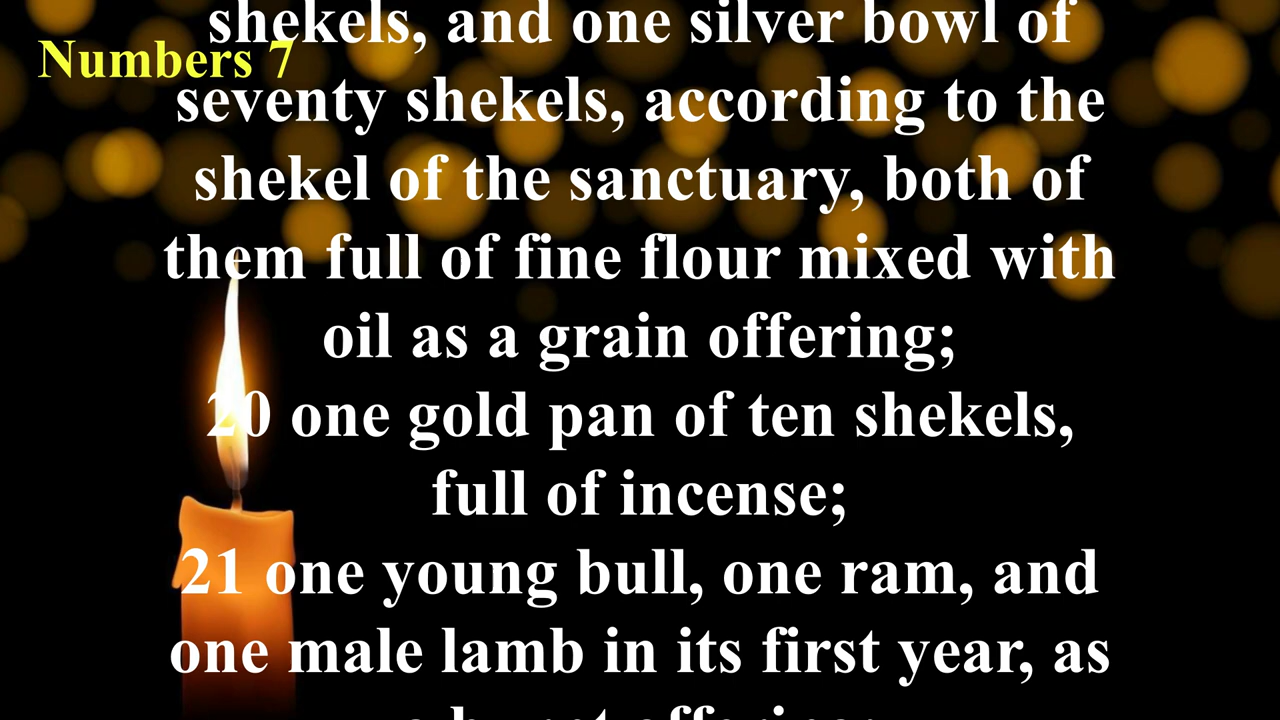 shekels, and one silver bowl of
Numbers 7
seventy shekels, according to the
shekel of the sanctuary, both of
them full of fine flour mixed with
oil as a grain offering;
20 one gold pan of ten shekels,
full of incense;
21 one young bull, one ram, and
one male lamb in its first year, as
a burnt offering;